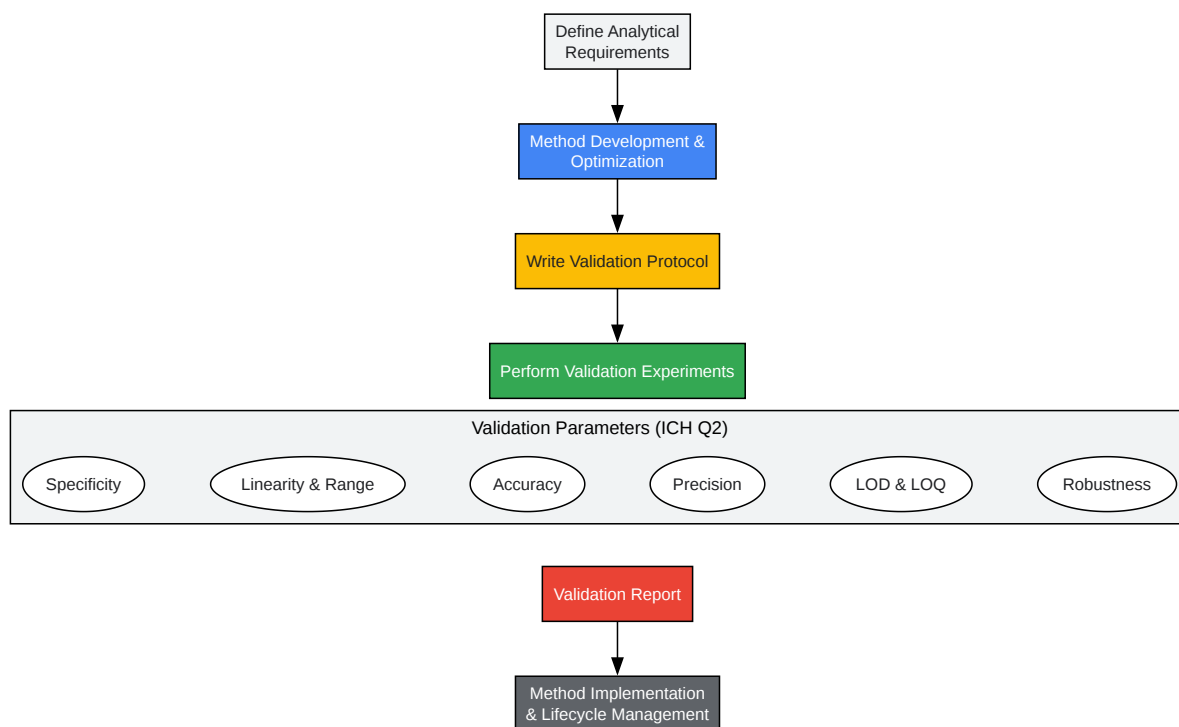 Define Analytical
Requirements
Method Development &
Optimization
Write Validation Protocol
Perform Validation Experiments
Validation Parameters (ICH Q2)
Specificity
Linearity & Range
Accuracy
Precision
LOD & LOQ
Robustness
Validation Report
Method Implementation
& Lifecycle Management